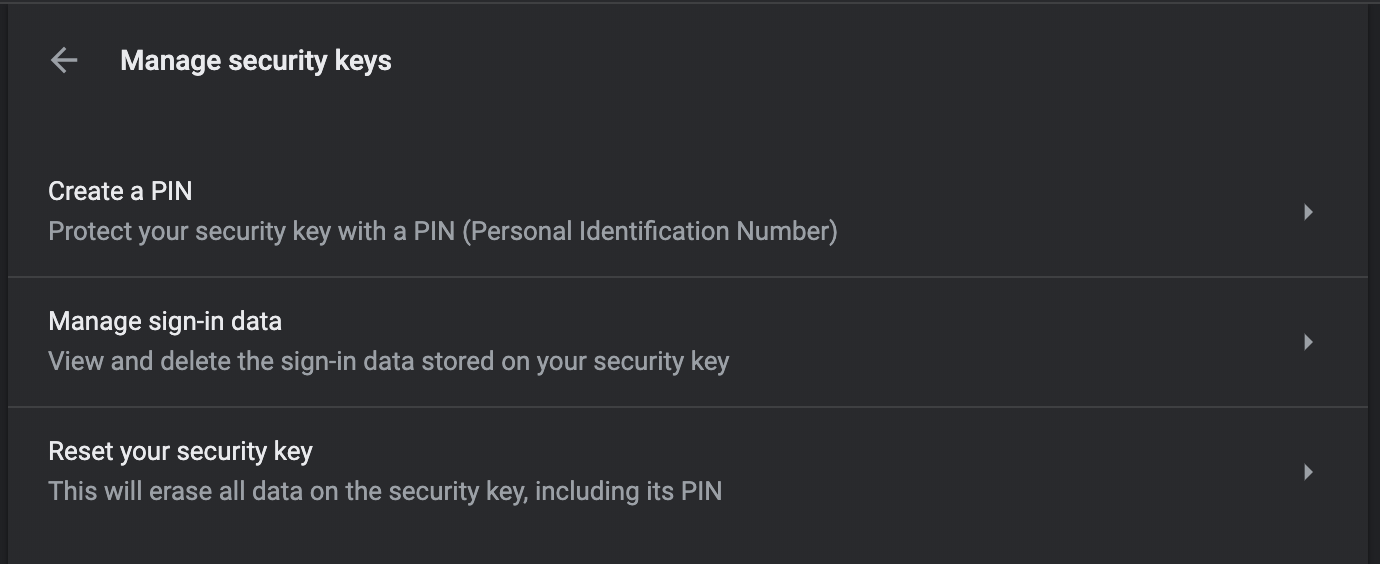 Manage security keys
Create a PIN
Protect your security key with a PIN (Personal Identification Number)
Manage sign-in data
View and delete the sign-in data stored on your security key
Reset your security key
This will erase all data on the security key, including its PIN